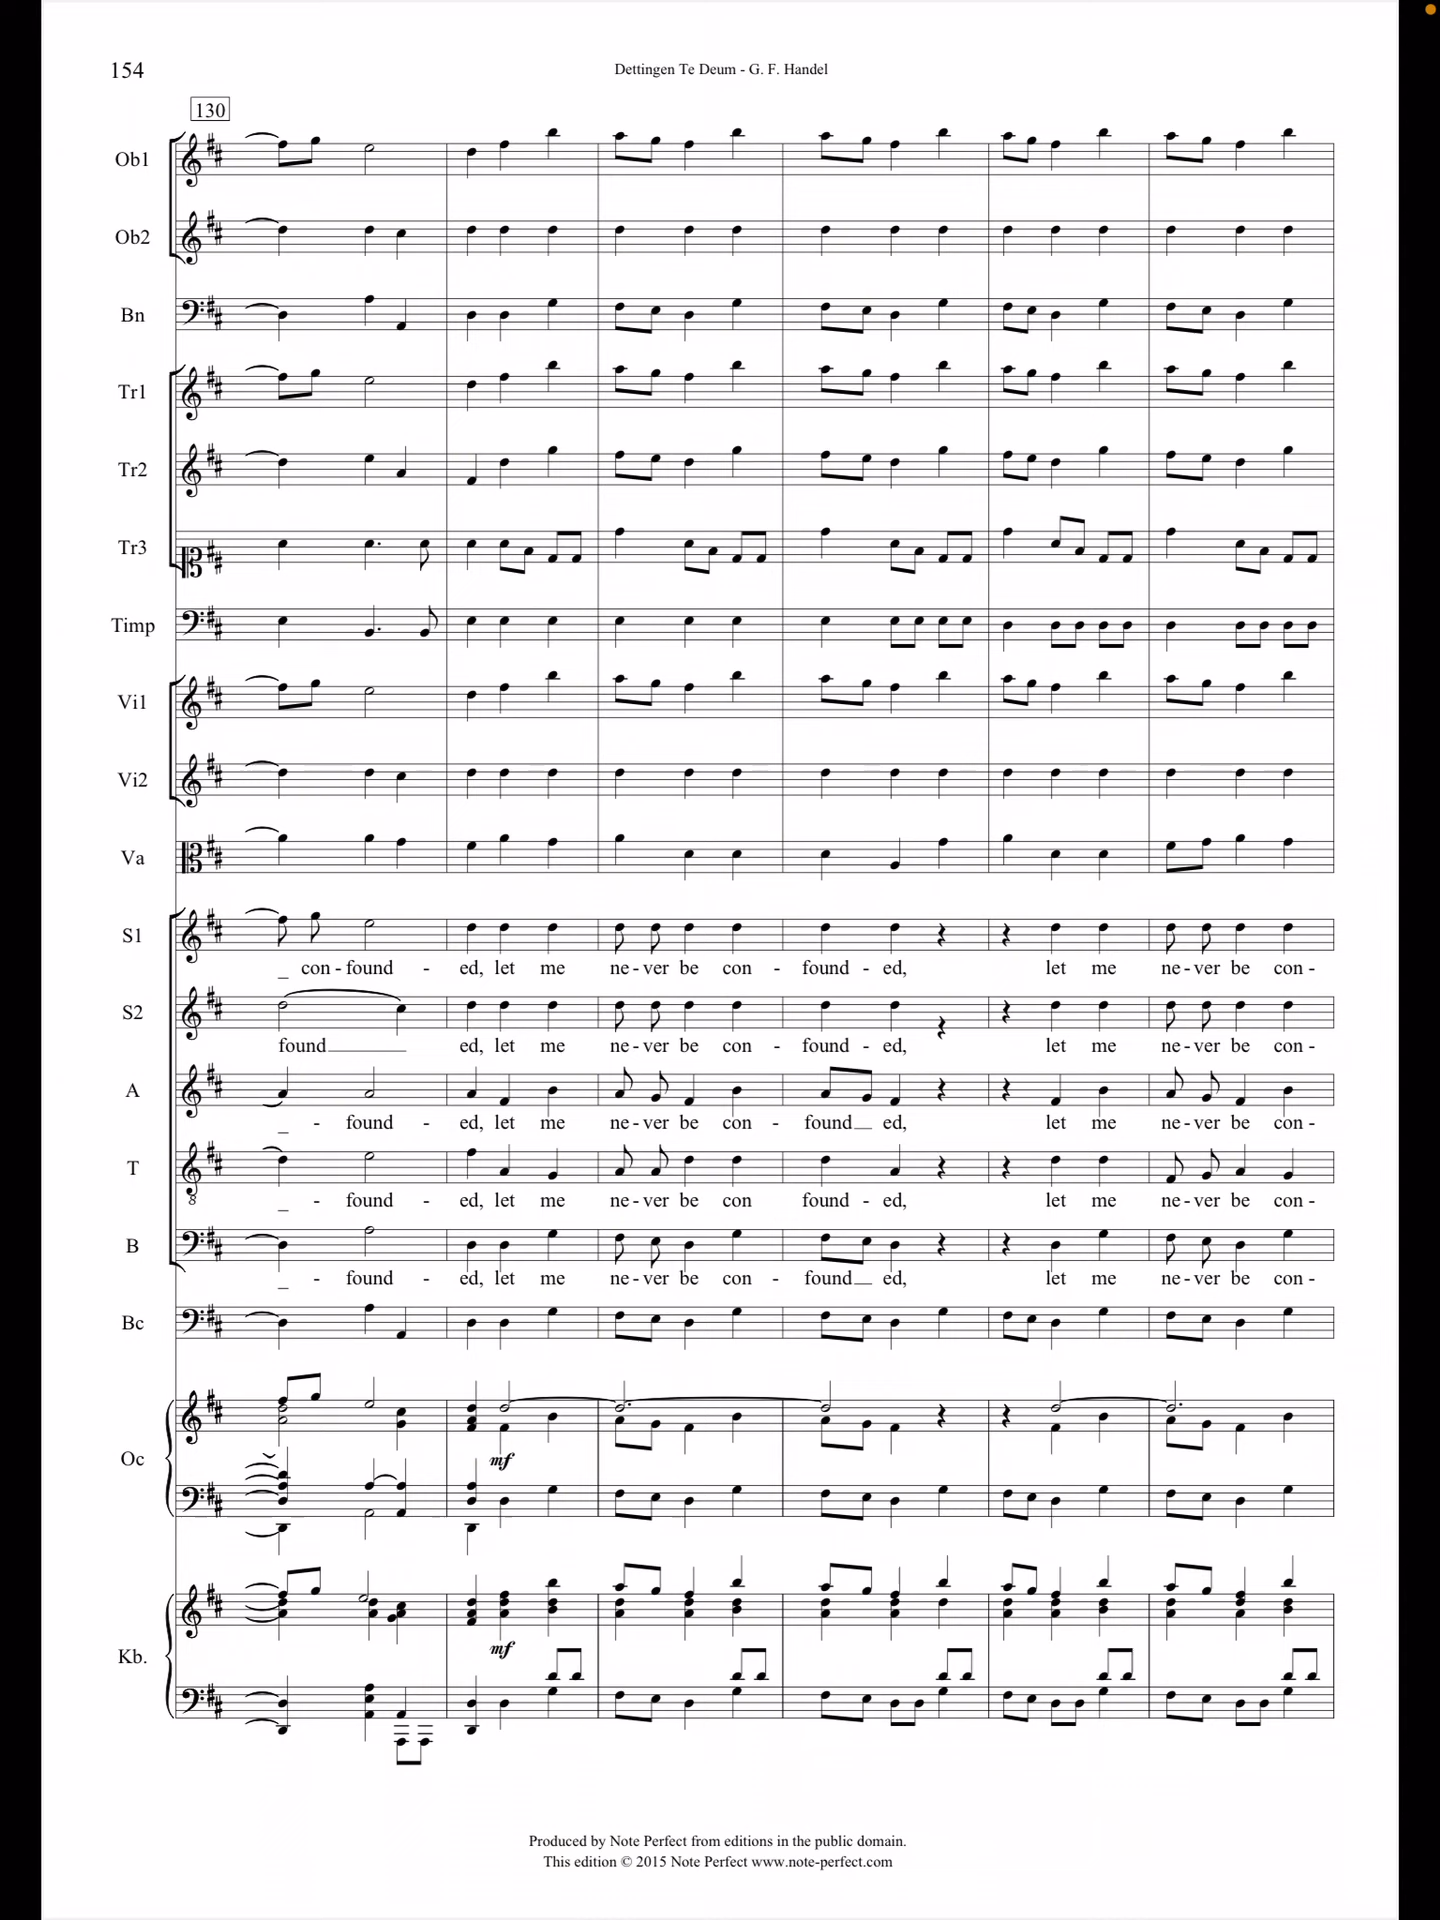 154
Dettingen Te Deum - G. F. Handel
130
Ob1
Ob2
Bn
Tr1
Tr2
Tr3
Timp
Vi1
Vi2
Va
S1
_ con - found - ed, let me ne - ver be con - found - ed, let me ne - ver be con -
S2
found ed, let me ne - ver be con - found - ed, let me ne - ver be con -
A
_ - found - ed, let me ne - ver be con - found ed, let me ne - ver be con -
T
8
_ - found - ed, let me ne - ver be con found - ed, let me ne - ver be con -
B
_ - found - ed, let me ne - ver be con - found ed, let me ne - ver be con -
Bc
Oc
mf
Kb.
mf
Produced by Note Perfect from editions in the public domain.
This edition © 2015 Note Perfect www.note-perfect.com